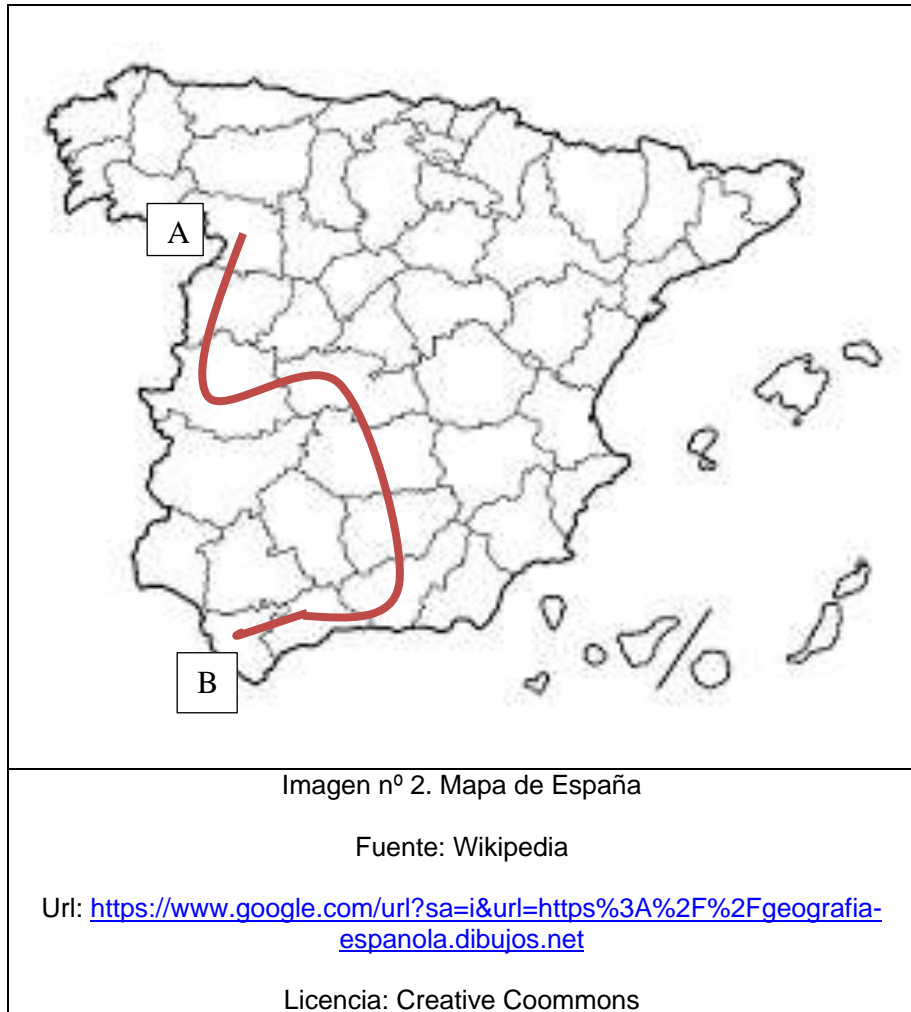 A
B
Imagen nº 2. Mapa de España
Fuente: Wikipedia
Url: https://www.google.com/url?sa=i&url=https%3A%2F%2Fgeografia-
espanola.dibujos.net
Licencia: Creative Coommons